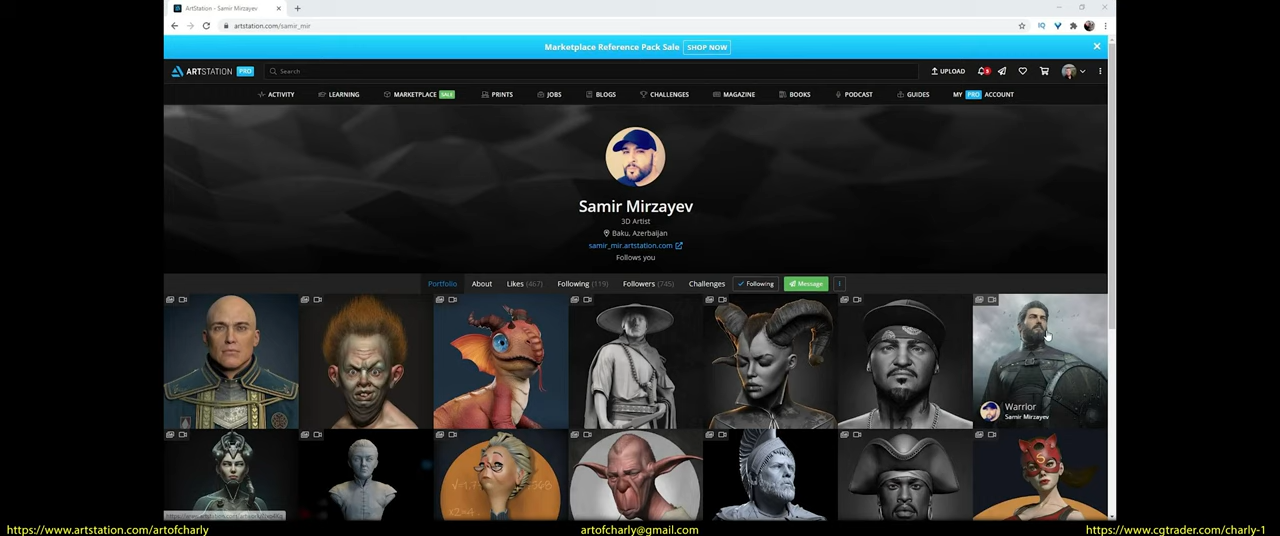 ArtStation - Samir Mirzayev
artstation.com/samir_mir
Marketplace Reference Pack Sale SHOP NOW
ARTSTATION PRO Search UPLOAD
ACTIVITY LEARNING MARKETPLACE SALE PRINTS JOBS BLOGS CHALLENGES MAGAZINE BOOKS PODCAST GUIDES MY PRO ACCOUNT
Samir Mirzayev
3D Artist
Baku, Azerbaijan
samir_mir.artstation.com
Follows you
Portfolio About Likes (467) Following (119) Followers (745) Challenges Following Message
Warrior
Samir Mirzayev
https://www.artstation.com/artofcharly artofcharly@gmail.com https://www.cgtrader.com/charly-1